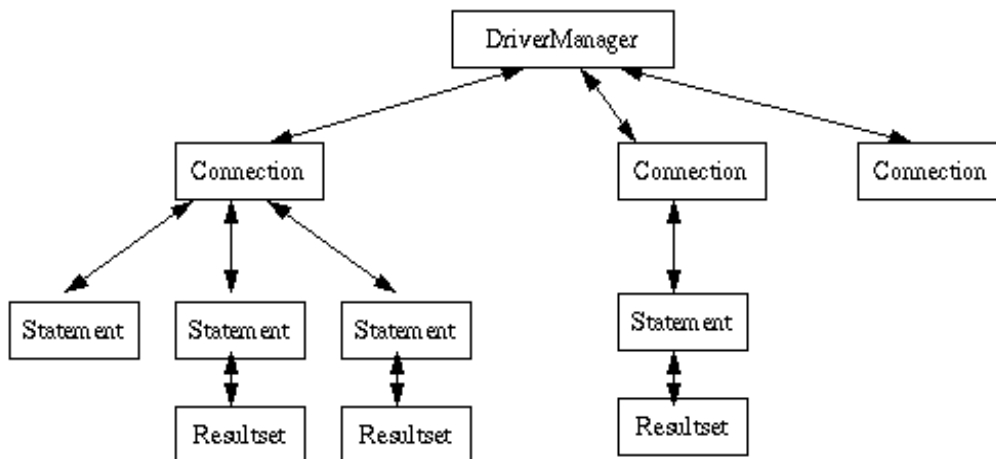 DriverManager
Connection
Connection
Connection
Statement
Statement
Statement
Statement
Resultset
Resultset
Resultset